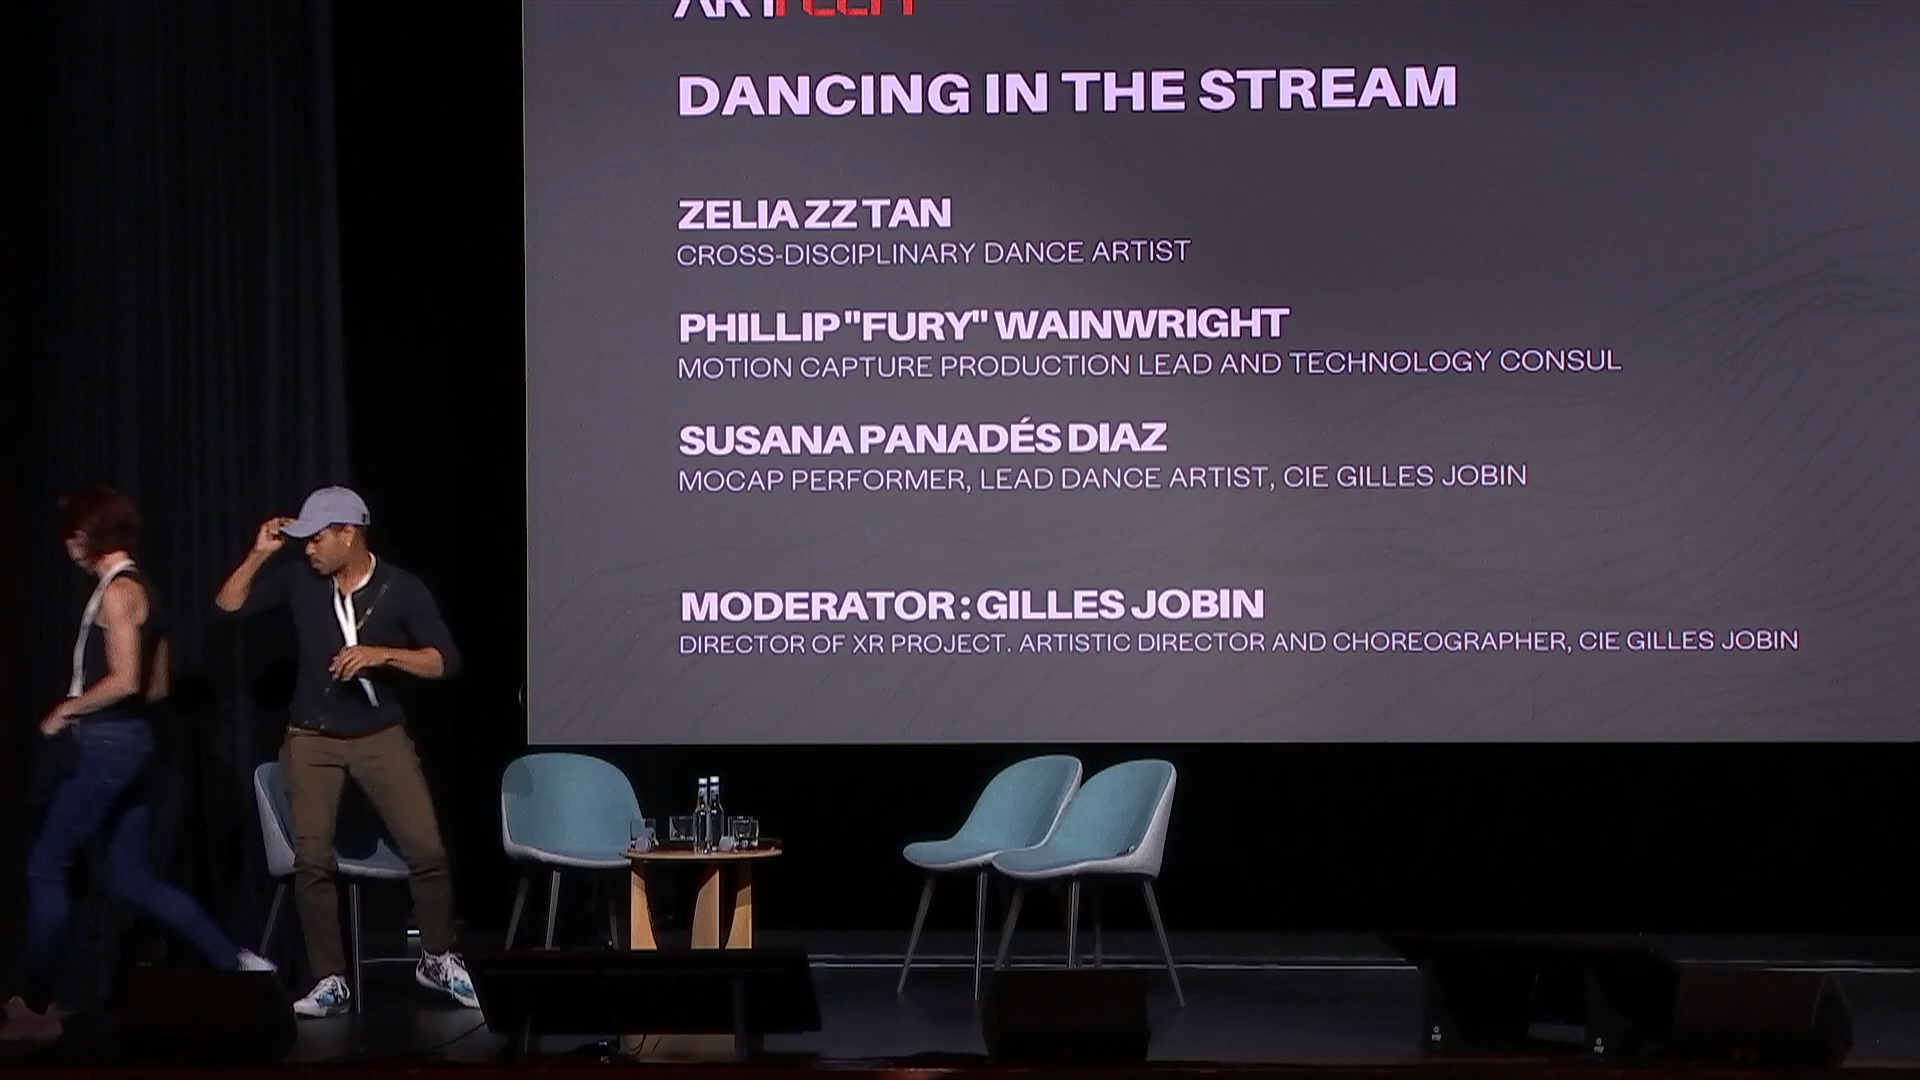 DANCING IN THE STREAM
ZELIA ZZ TAN
CROSS-DISCIPLINARY DANCE ARTIST
PHILLIP "FURY" WAINWRIGHT
MOTION CAPTURE PRODUCTION LEAD AND TECHNOLOGY CONSUL
SUSANA PANADÉS DIAZ
MOCAP PERFORMER, LEAD DANCE ARTIST, CIE GILLES JOBIN
MODERATOR : GILLES JOBIN
DIRECTOR OF XR PROJECT. ARTISTIC DIRECTOR AND CHOREOGRAPHER, CIE GILLES JOBIN